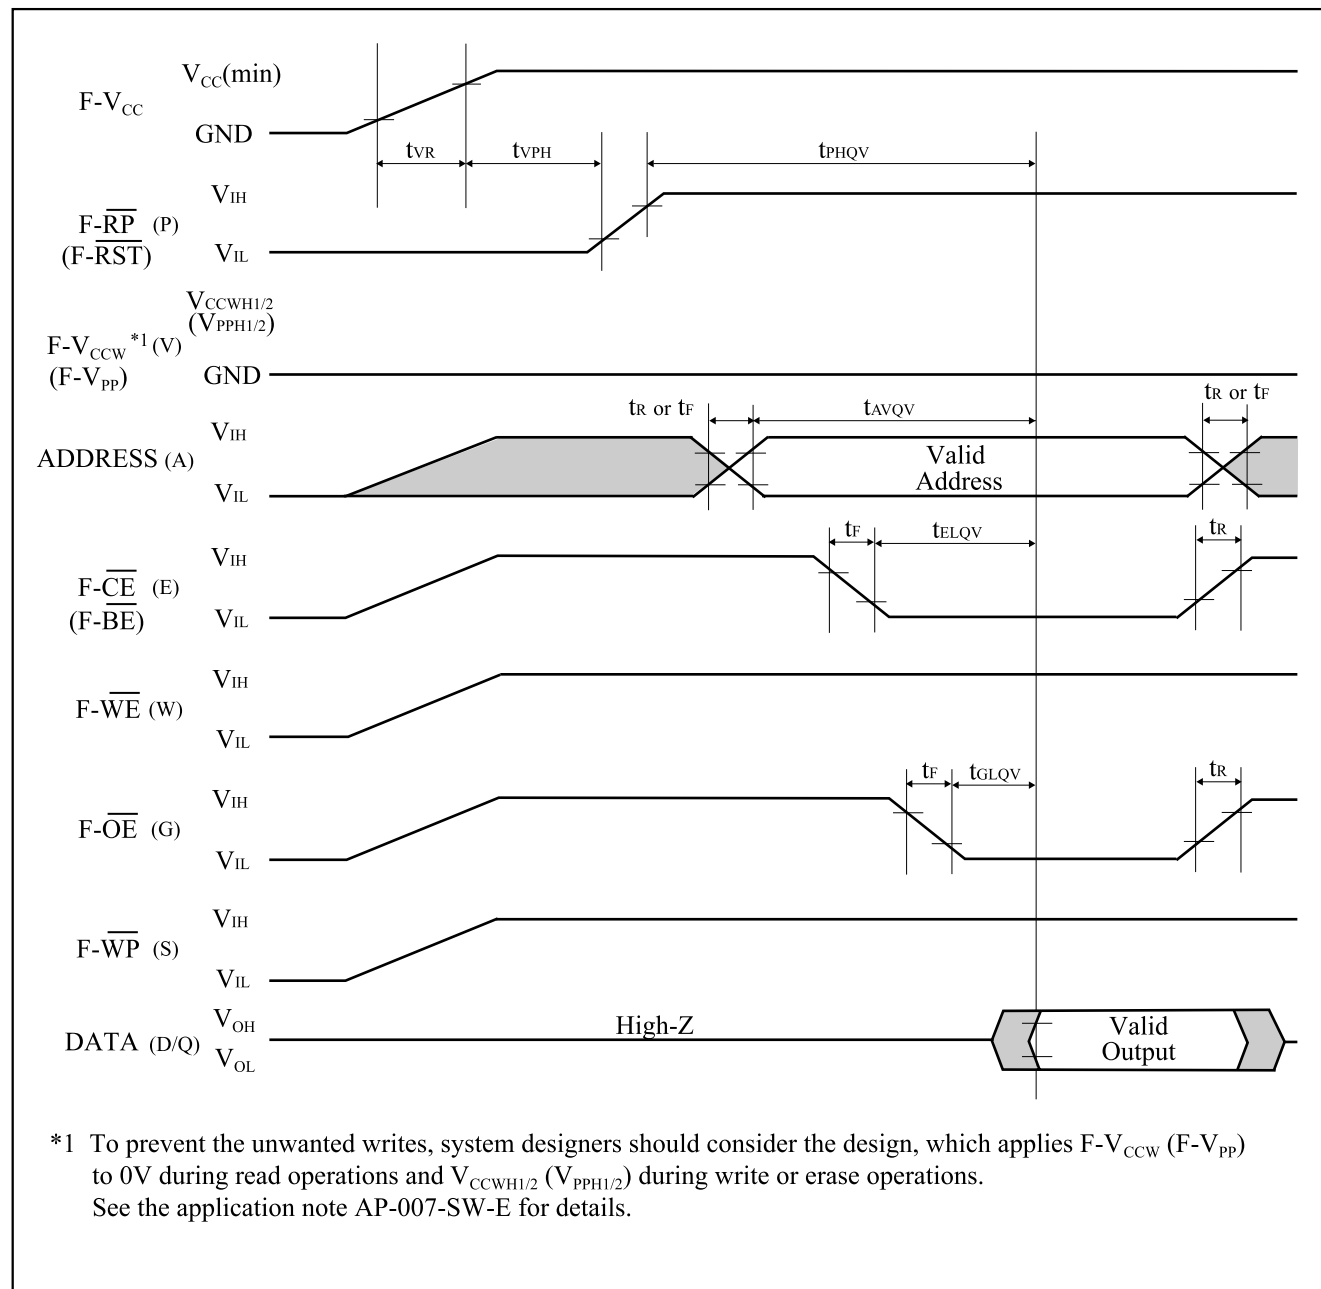 VCC(min)
F-VCC
GND
tVR
tVPH
tPHQV
VIH
F-RP (P)
(F-RST)
VIL
VCCWH1/2
(VPPH1/2)
F-VCCW *1 (V)
(F-VPP)
GND
tR or tF
tAVQV
tR or tF
VIH
ADDRESS (A)
Valid
Address
VIL
tF
tELQV
tR
VIH
F-CE (E)
(F-BE)
VIL
VIH
F-WE (W)
VIL
tF
tGLQV
tR
VIH
F-OE (G)
VIL
VIH
F-WP (S)
VIL
VOH
High-Z
DATA (D/Q)
Valid
Output
VOL
*1 To prevent the unwanted writes, system designers should consider the design, which applies F-VCCW (F-VPP)
to 0V during read operations and VCCWH1/2 (VPPH1/2) during write or erase operations.
See the application note AP-007-SW-E for details.